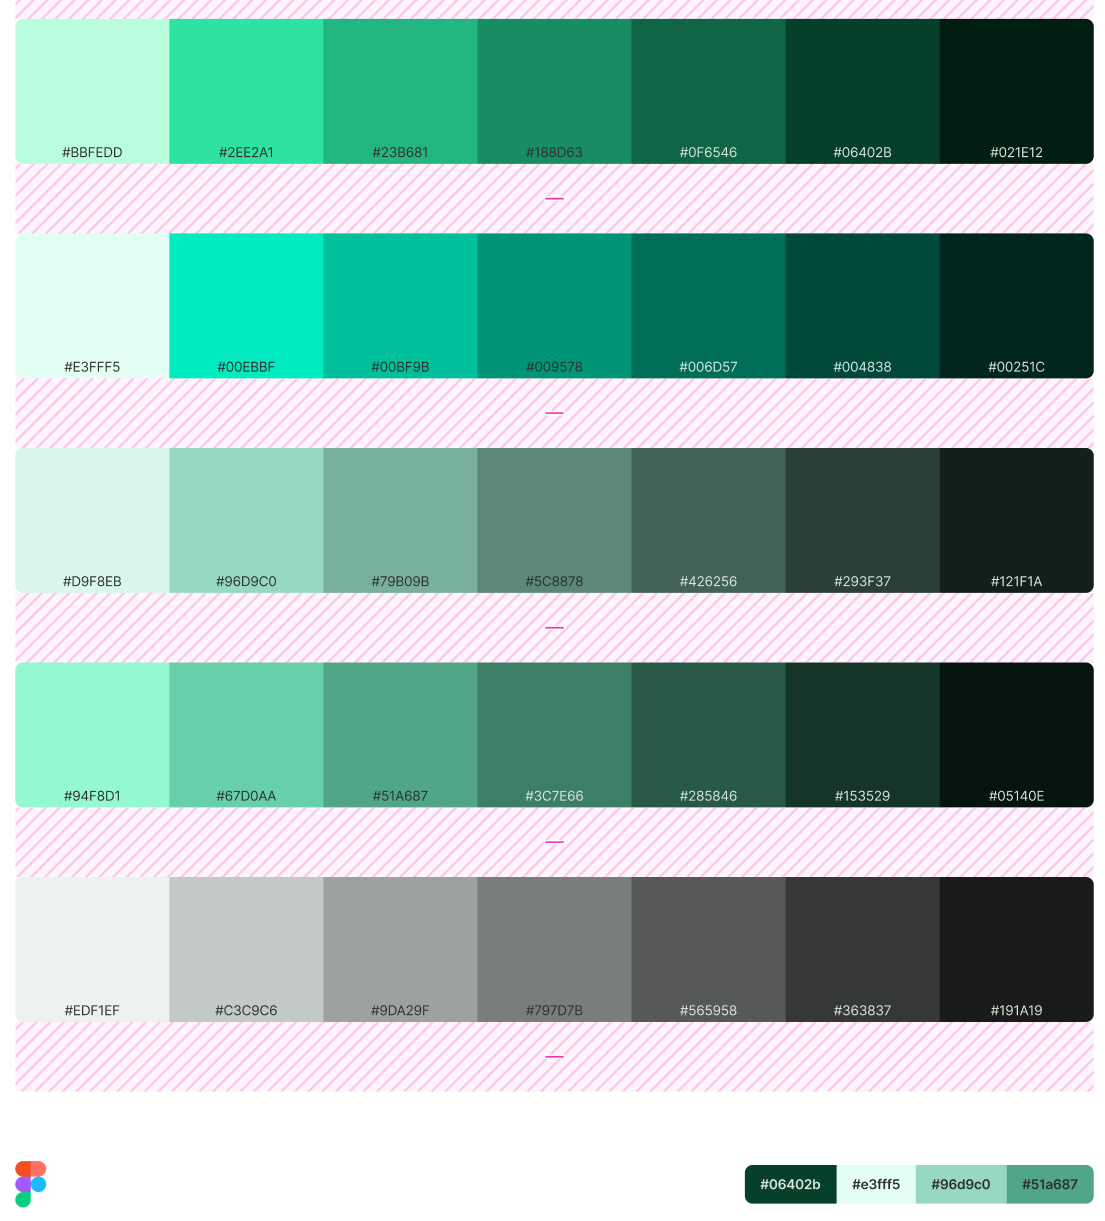 #BBFEDD #2EE2A1 #23B681 #188D63 #0F6546 #06402B #021E12
#E3FFF5 #00EBBF #00BF9B #009578 #006D57 #004838 #00251C
#D9F8EB #96D9C0 #79B09B #5C8878 #426256 #293F37 #121F1A
#94F8D1 #67D0AA #51A687 #3C7E66 #285846 #153529 #05140E
#EDF1EF #C3C9C6 #9DA29F #797D7B #565958 #363837 #191A19
#06402b #e3fff5 #96d9c0 #51a687